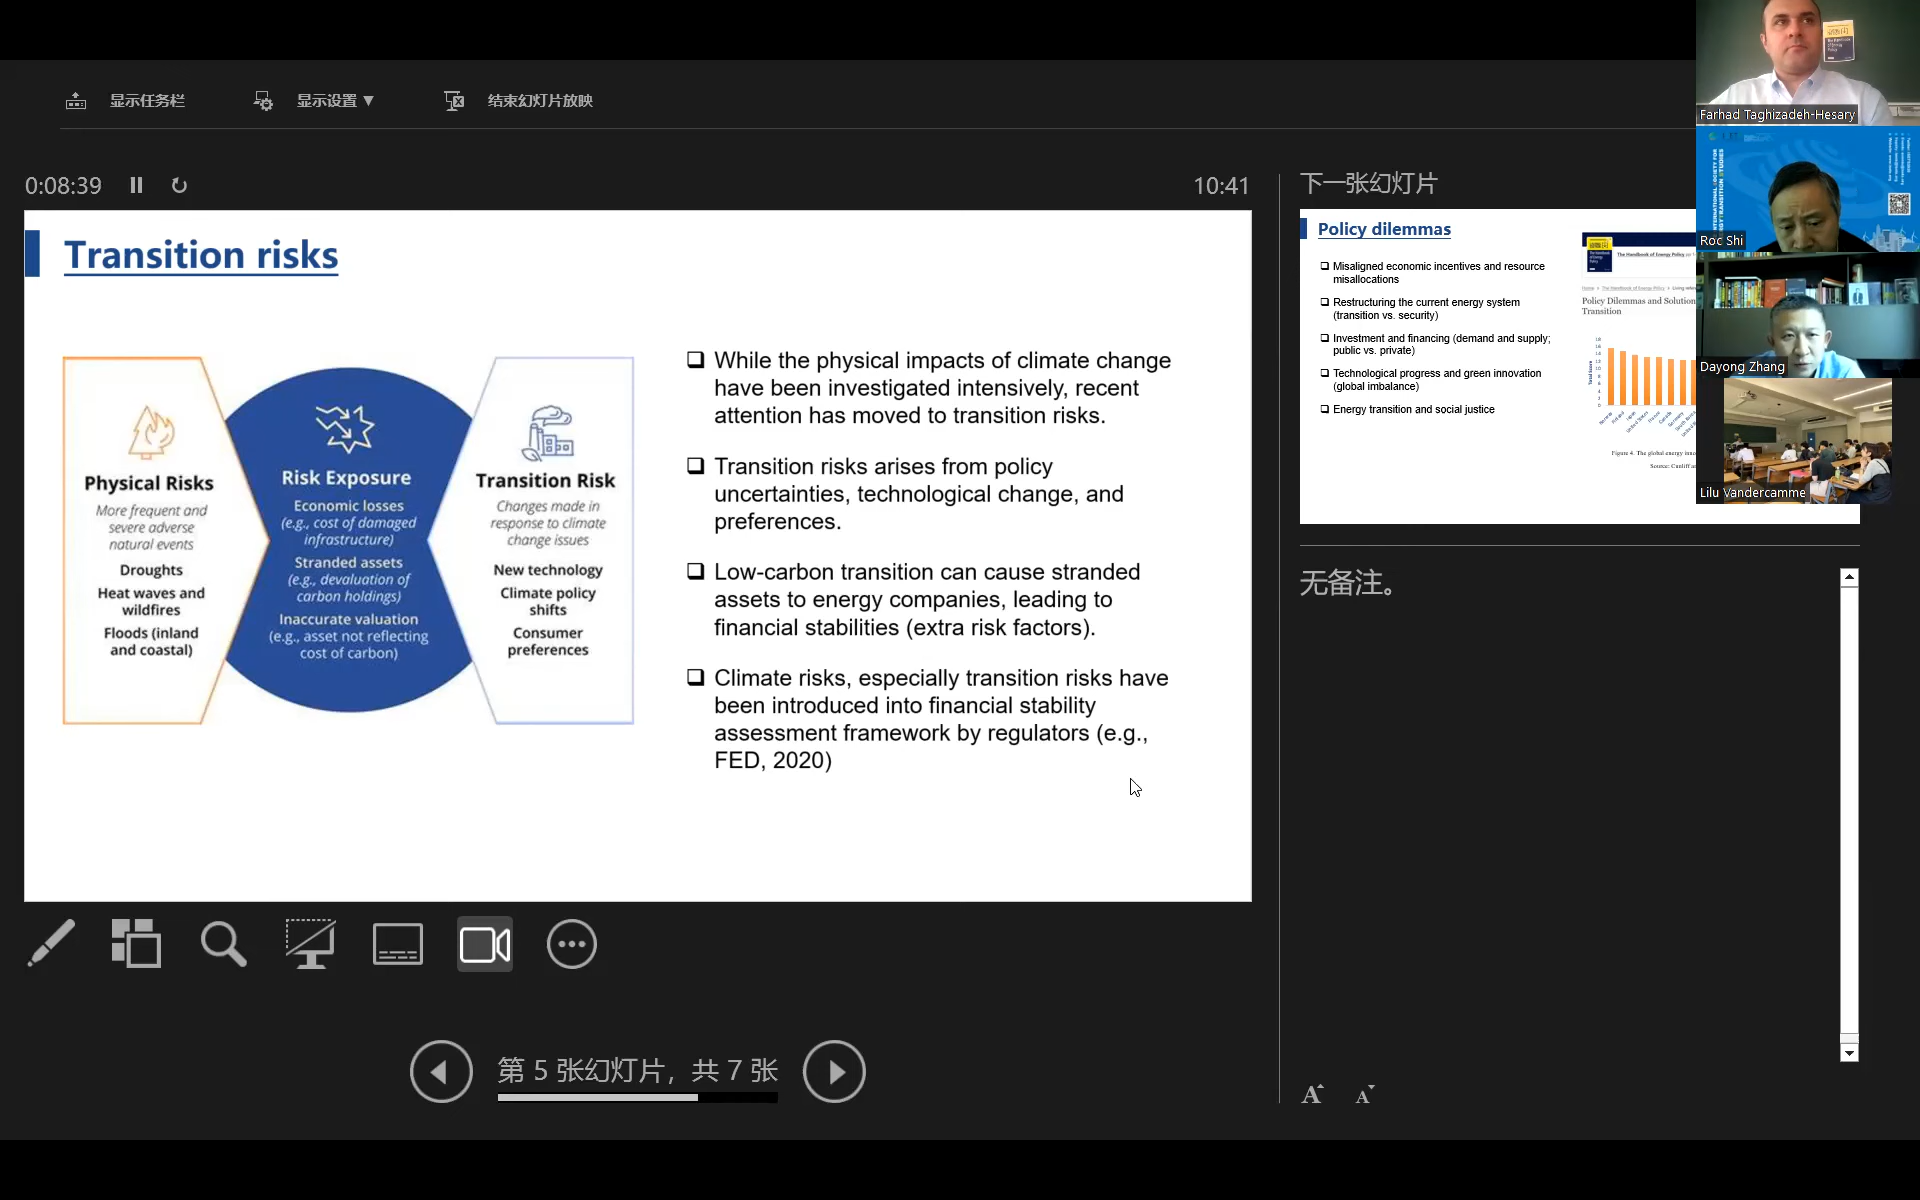 显示任务栏
显示设置 ▼
结束幻灯片放映
0:08:39
10:41
Transition risks
Physical Risks
More frequent and
severe adverse
natural events
Droughts
Heat waves and
wildfires
Floods (inland
and coastal)
Risk Exposure
Economic losses
(e.g., cost of damaged
infrastructure)
Stranded assets
(e.g., devaluation of
carbon holdings)
Inaccurate valuation
(e.g., asset not reflecting
cost of carbon)
Transition Risk
Changes made in
response to climate
change issues
New technology
Climate policy
shifts
Consumer
preferences
❑ While the physical impacts of climate change
have been investigated intensively, recent
attention has moved to transition risks.
❑ Transition risks arises from policy
uncertainties, technological change, and
preferences.
❑ Low-carbon transition can cause stranded
assets to energy companies, leading to
financial stabilities (extra risk factors).
❑ Climate risks, especially transition risks have
been introduced into financial stability
assessment framework by regulators (e.g.,
FED, 2020)
第 5 张幻灯片，共 7 张
下一张幻灯片
Policy dilemmas
❑ Misaligned economic incentives and resource
misallocations
❑ Restructuring the current energy system
(transition vs. security)
❑ Investment and financing (demand and supply;
public vs. private)
❑ Technological progress and green innovation
(global imbalance)
❑ Energy transition and social justice
The Handbook of Energy Policy
Policy Dilemmas and Solution
Transition
Figure 4. The global energy inno
无备注。
A A
Farhad Taghizadeh-Hesary
Roc Shi
Dayong Zhang
Lilu Vandercamme